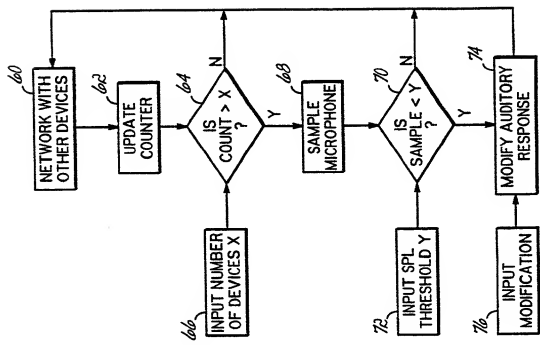 60
NETWORK WITH
OTHER DEVICES
62
UPDATE
COUNTER
64
IS
COUNT > X
?
N
Y
66
INPUT NUMBER
OF DEVICES X
68
SAMPLE
MICROPHONE
70
IS
SAMPLE < Y
?
N
Y
72
INPUT SPL
THRESHOLD Y
74
MODIFY AUDITORY
RESPONSE
76
INPUT
MODIFICATION